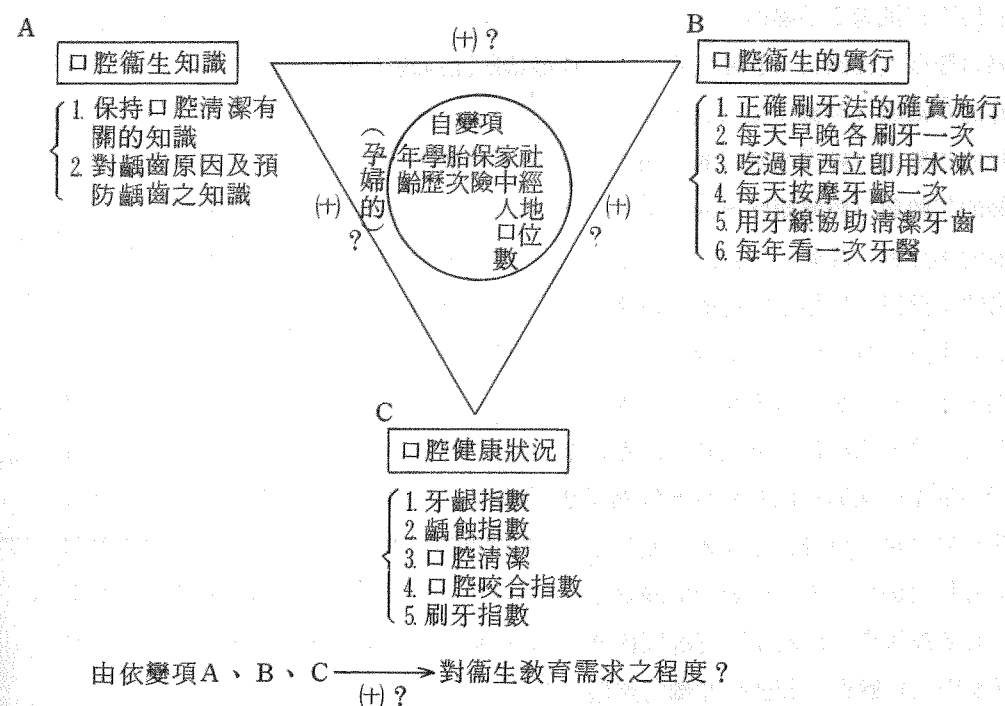 A
口腔衞生知識
1. 保持口腔清潔有
關的知識
2. 對齲齒原因及預
防齲齒之知識
(+)?
B
口腔衞生的實行
1. 正確刷牙法的確實施行
2. 每天早晚各刷牙一次
3. 吃過東西立卽用水漱口
4. 每天按摩牙齦一次
5. 用牙線協助清潔牙齒
6. 每年看一次牙醫
自變項
(孕婦的)
年齡
學歷
胎次
保險
家中人口數
社經地位
(+)
?
(+)
?
C
口腔健康狀況
1. 牙齦指數
2. 齲蝕指數
3. 口腔清潔
4. 口腔咬合指數
5. 刷牙指數
由依變項A、B、C→對衞生教育需求之程度?
(+)?